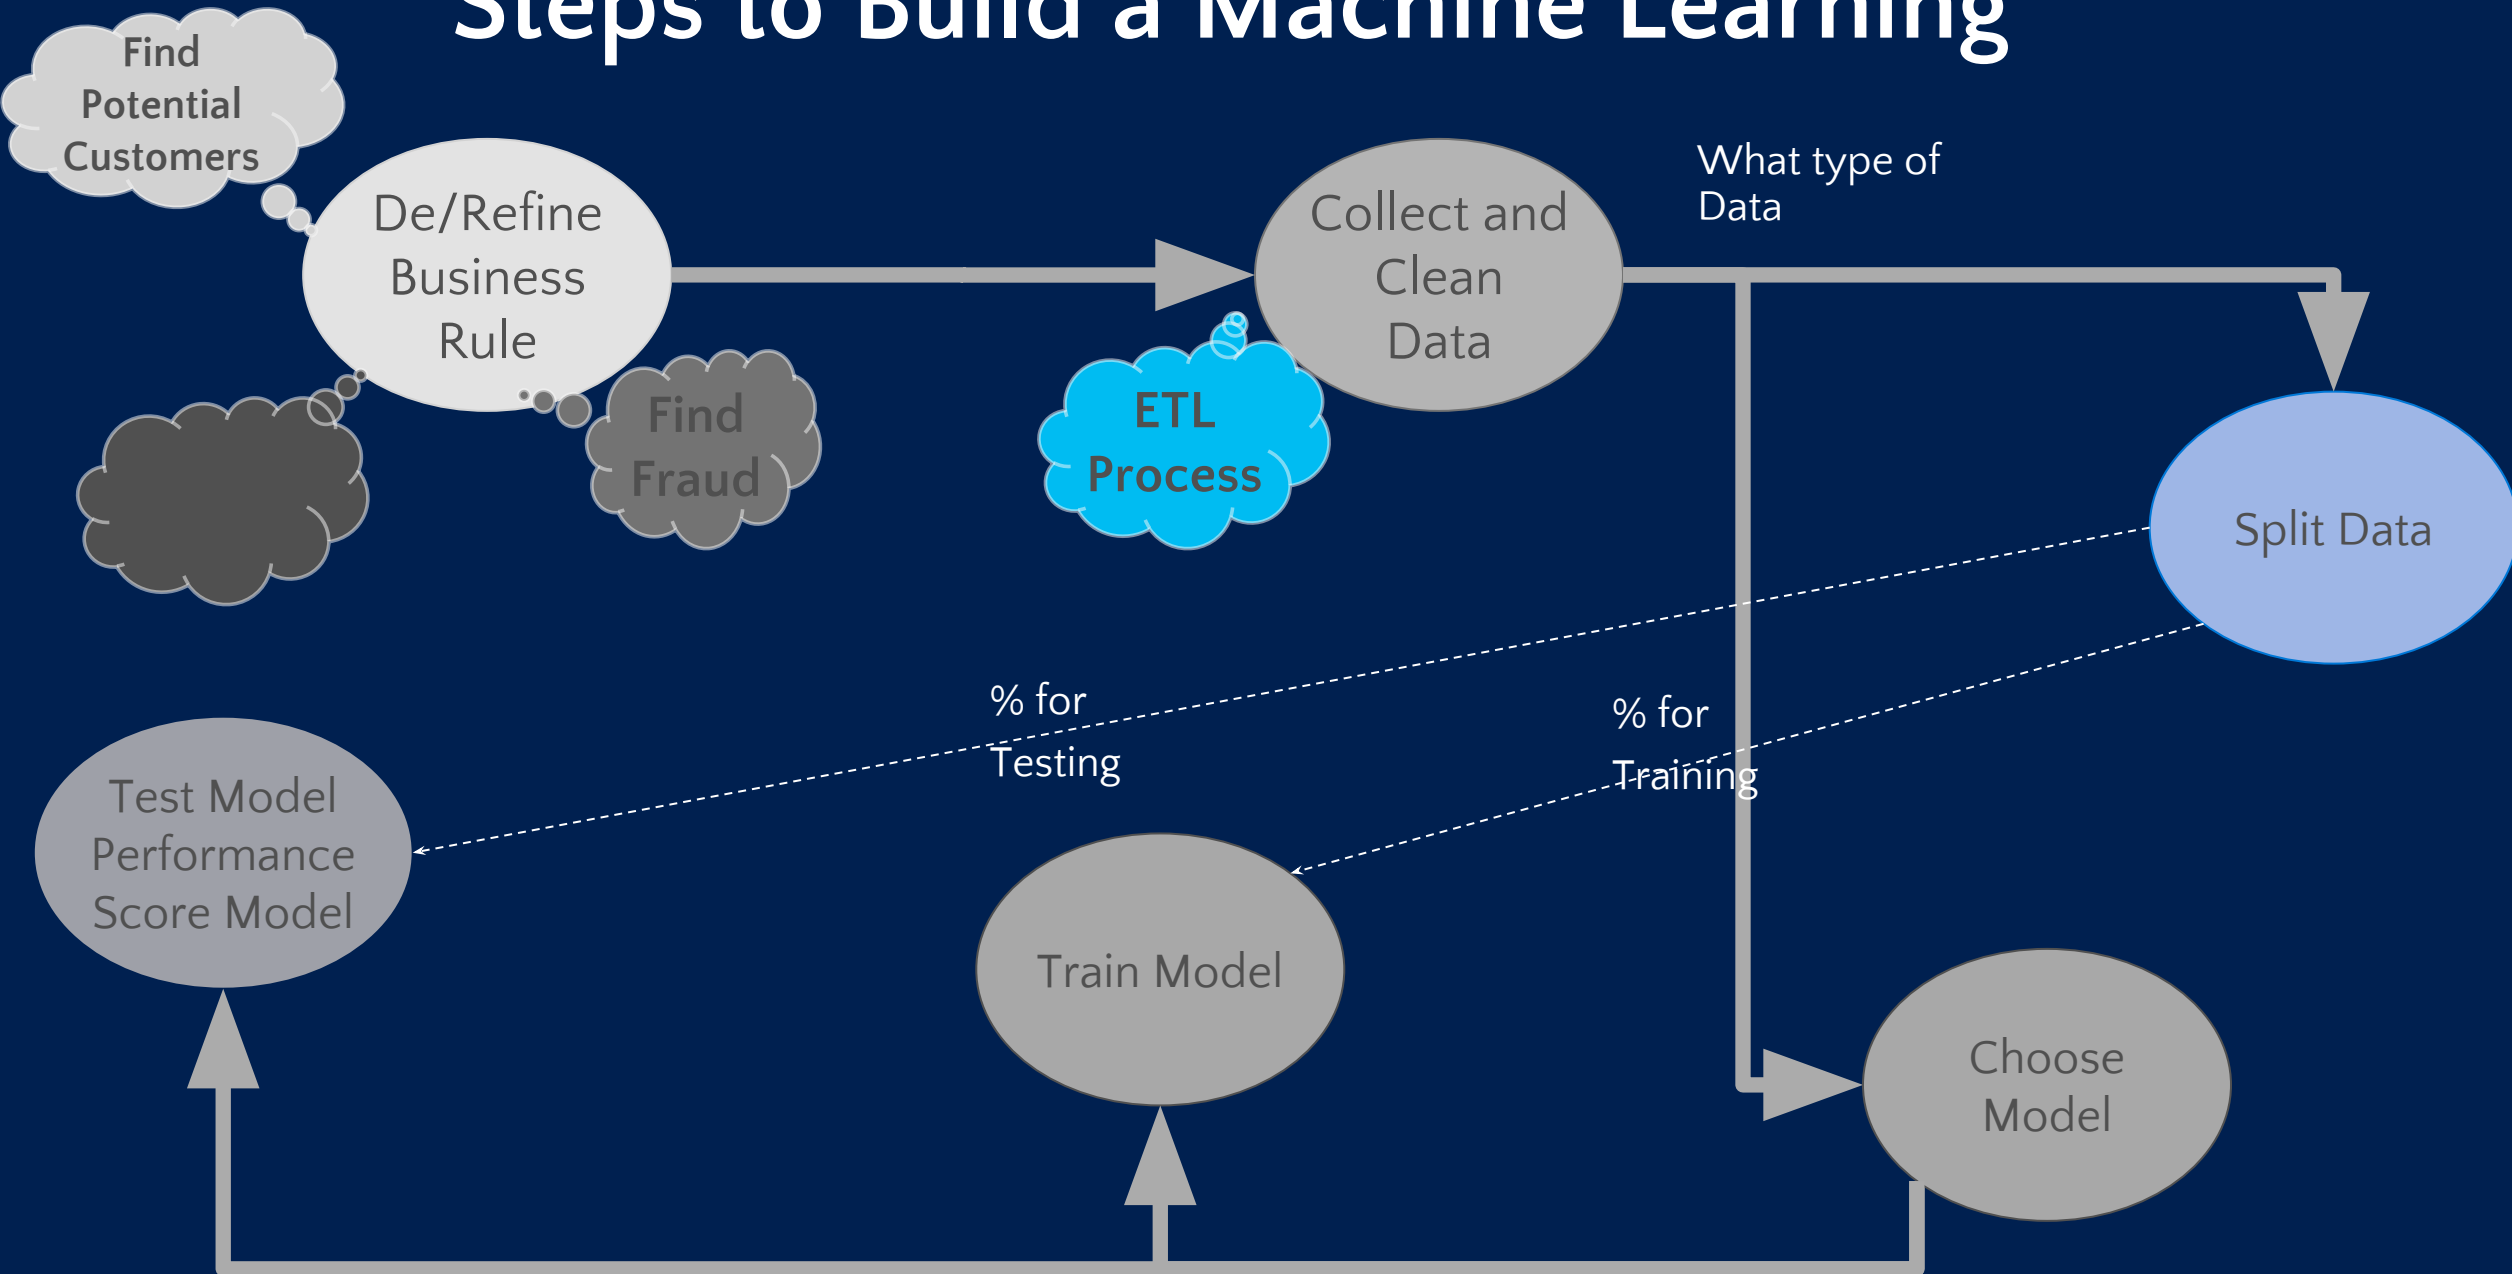 Steps to Build a Machine Learning
Find
Potential
Customers
De/Refine
Business
Rule
Collect and
Clean
Data
What type of
Data
Find
Fraud
ETL
Process
Split Data
% for
Testing
% for
Training
Test Model
Performance
Score Model
Train Model
Choose
Model